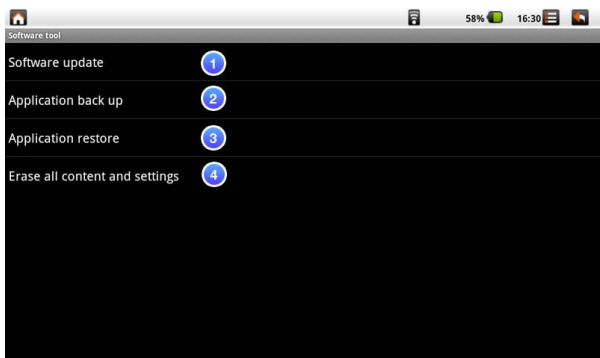 58% 16:30
Software tool
Software update 1
Application back up 2
Application restore 3
Erase all content and settings 4